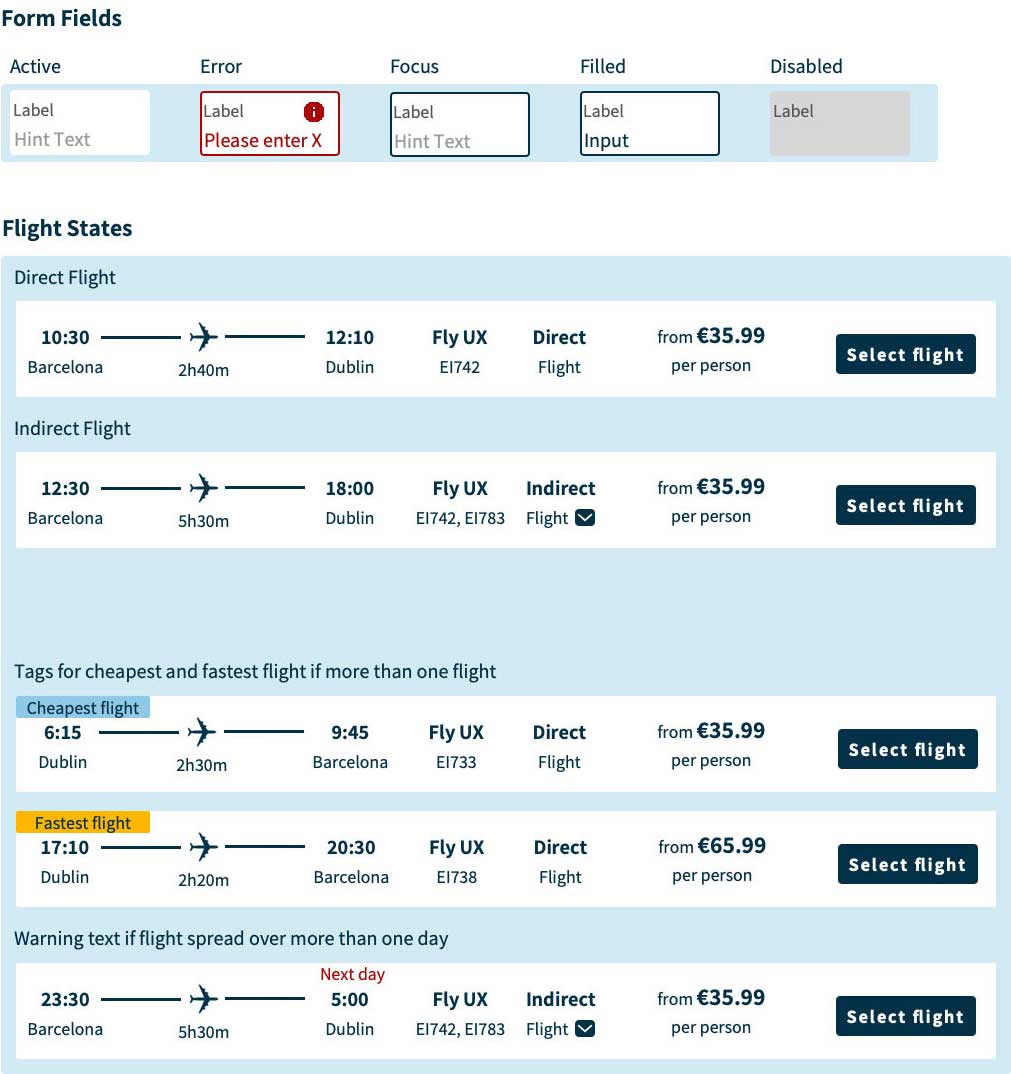 Form Fields
Active Error Focus Filled Disabled
Label Label Label Label Label
Hint Text Please enter X Hint Text Input
Flight States
Direct Flight
10:30 12:10 Fly UX Direct from €35.99
Barcelona 2h40m Dublin EI742 Flight per person Select flight
Indirect Flight
12:30 18:00 Fly UX Indirect from €35.99
Barcelona 5h30m Dublin EI742, EI783 Flight per person Select flight
Tags for cheapest and fastest flight if more than one flight
Cheapest flight
6:15 9:45 Fly UX Direct from €35.99
Dublin 2h30m Barcelona EI733 Flight per person Select flight
Fastest flight
17:10 20:30 Fly UX Direct from €65.99
Dublin 2h20m Barcelona EI738 Flight per person Select flight
Warning text if flight spread over more than one day
Next day
23:30 5:00 Fly UX Indirect from €35.99
Barcelona 5h30m Dublin EI742, EI783 Flight per person Select flight